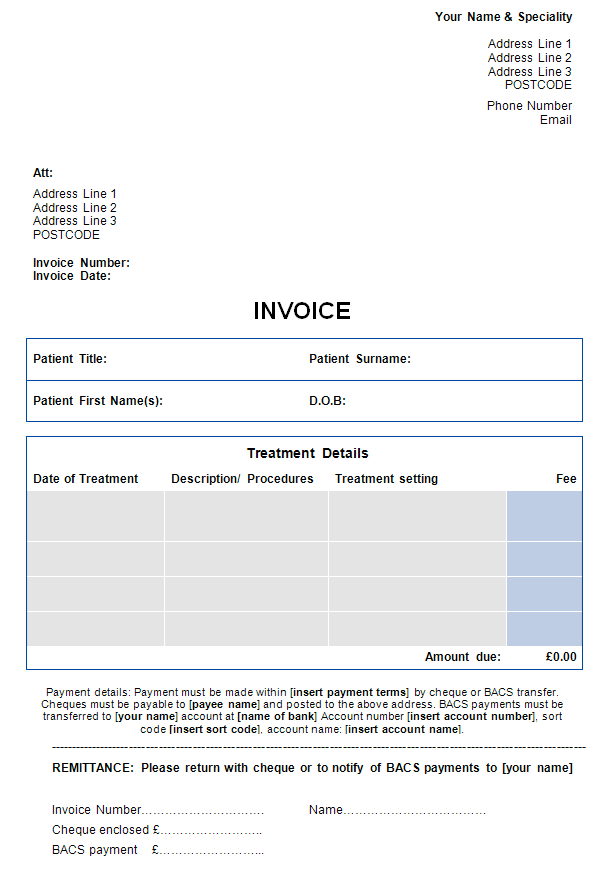 Your Name & Speciality
Address Line 1
Address Line 2
Address Line 3
POSTCODE
Phone Number
Email
Att:
Address Line 1
Address Line 2
Address Line 3
POSTCODE
Invoice Number:
Invoice Date:
INVOICE
Patient Title: Patient Surname:
Patient First Name(s): D.O.B:
Treatment Details
Date of Treatment Description/ Procedures Treatment setting Fee
Amount due: £0.00
Payment details: Payment must be made within [insert payment terms] by cheque or BACS transfer.
Cheques must be payable to [payee name] and posted to the above address. BACS payments must be
transferred to [your name] account at [name of bank] Account number [insert account number], sort
code [insert sort code], account name: [insert account name].
REMITTANCE: Please return with cheque or to notify of BACS payments to [your name]
Invoice Number…………………………. Name………………………………
Cheque enclosed £……………………..
BACS payment £……………………...